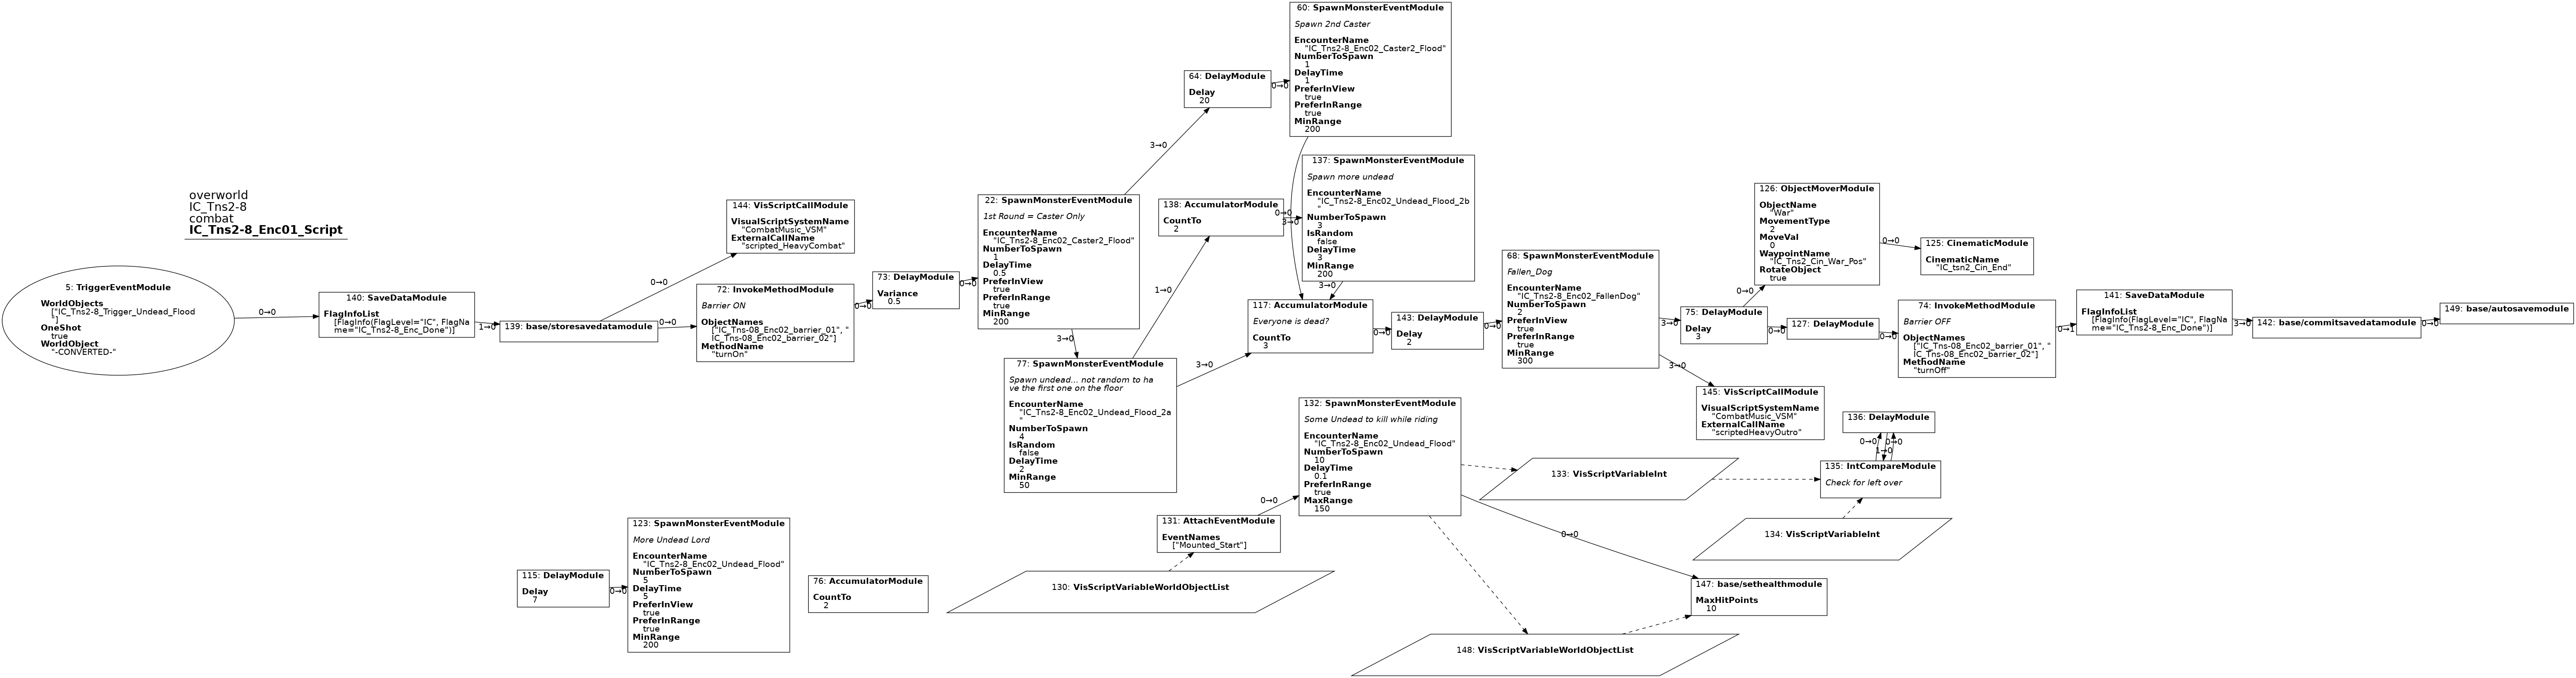 overworld
IC_Tns2-8
combat
IC_Tns2-8_Enc01_Script
5: TriggerEventModule
WorldObjects
["IC_Tns2-8_Trigger_Undead_Flood
"]
OneShot
true
WorldObject
"-CONVERTED-"
0→0
140: SaveDataModule
FlagInfoList
[FlagInfo(FlagLevel="IC", FlagNa
me="IC_Tns2-8_Enc_Done")]
1→0
139: base/storesavedatamodule
0→0
0→0
144: VisScriptCallModule
VisualScriptSystemName
"CombatMusic_VSM"
ExternalCallName
"scripted_HeavyCombat"
72: InvokeMethodModule
Barrier ON
ObjectNames
["IC_Tns-08_Enc02_barrier_01", "
IC_Tns-08_Enc02_barrier_02"]
MethodName
"turnOn"
0→0
73: DelayModule
Variance
0.5
0→0
22: SpawnMonsterEventModule
1st Round = Caster Only
EncounterName
"IC_Tns2-8_Enc02_Caster2_Flood"
NumberToSpawn
1
DelayTime
0.5
PreferInView
true
PreferInRange
true
MinRange
200
3→0
3→0
64: DelayModule
Delay
20
0→0
60: SpawnMonsterEventModule
Spawn 2nd Caster
EncounterName
"IC_Tns2-8_Enc02_Caster2_Flood"
NumberToSpawn
1
DelayTime
1
PreferInView
true
PreferInRange
true
MinRange
200
3→0
77: SpawnMonsterEventModule
Spawn undead... not random to ha
ve the first one on the floor
EncounterName
"IC_Tns2-8_Enc02_Undead_Flood_2a
"
NumberToSpawn
4
IsRandom
false
DelayTime
2
MinRange
50
1→0
3→0
138: AccumulatorModule
CountTo
2
0→0
137: SpawnMonsterEventModule
Spawn more undead
EncounterName
"IC_Tns2-8_Enc02_Undead_Flood_2b
"
NumberToSpawn
3
IsRandom
false
DelayTime
3
MinRange
200
3→0
117: AccumulatorModule
Everyone is dead?
CountTo
3
0→0
143: DelayModule
Delay
2
0→0
68: SpawnMonsterEventModule
Fallen_Dog
EncounterName
"IC_Tns2-8_Enc02_FallenDog"
NumberToSpawn
2
PreferInView
true
PreferInRange
true
MinRange
300
3→0
3→0
75: DelayModule
Delay
3
0→0
0→0
126: ObjectMoverModule
ObjectName
"War"
MovementType
2
MoveVal
0
WaypointName
"IC_Tns2_Cin_War_Pos"
RotateObject
true
0→0
125: CinematicModule
CinematicName
"IC_tsn2_Cin_End"
127: DelayModule
0→0
74: InvokeMethodModule
Barrier OFF
ObjectNames
["IC_Tns-08_Enc02_barrier_01", "
IC_Tns-08_Enc02_barrier_02"]
MethodName
"turnOff"
0→1
141: SaveDataModule
FlagInfoList
[FlagInfo(FlagLevel="IC", FlagNa
me="IC_Tns2-8_Enc_Done")]
3→0
142: base/commitsavedatamodule
0→0
149: base/autosavemodule
145: VisScriptCallModule
VisualScriptSystemName
"CombatMusic_VSM"
ExternalCallName
"scriptedHeavyOutro"
136: DelayModule
0→0
0→0
1→0
135: IntCompareModule
Check for left over
133: VisScriptVariableInt
134: VisScriptVariableInt
132: SpawnMonsterEventModule
Some Undead to kill while riding
EncounterName
"IC_Tns2-8_Enc02_Undead_Flood"
NumberToSpawn
10
DelayTime
0.1
PreferInRange
true
MaxRange
150
0→0
131: AttachEventModule
EventNames
["Mounted_Start"]
0→0
130: VisScriptVariableWorldObjectList
147: base/sethealthmodule
MaxHitPoints
10
148: VisScriptVariableWorldObjectList
115: DelayModule
Delay
7
0→0
123: SpawnMonsterEventModule
More Undead Lord
EncounterName
"IC_Tns2-8_Enc02_Undead_Flood"
NumberToSpawn
5
DelayTime
5
PreferInView
true
PreferInRange
true
MinRange
200
76: AccumulatorModule
CountTo
2